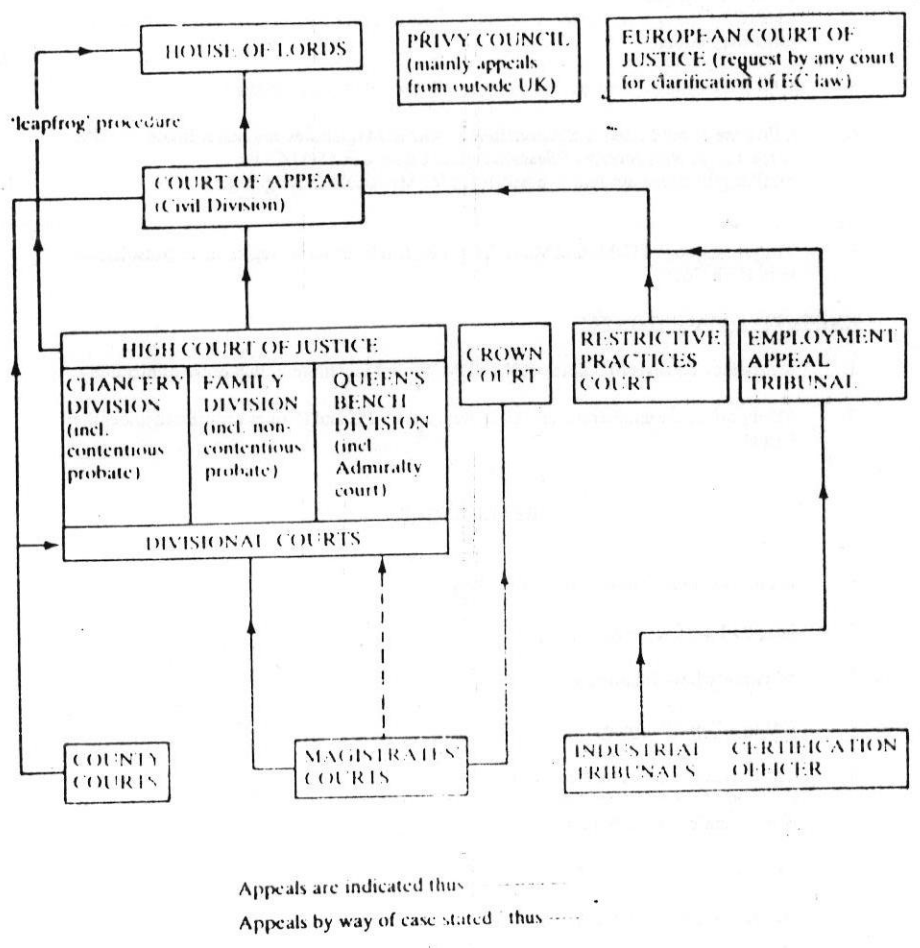 HOUSE OF LORDS
PRIVY COUNCIL
(mainly appeals
from outside UK)
EUROPEAN COURT OF
JUSTICE (request by any court
for clarification of EC law)
'leapfrog' procedure
COURT OF APPEAL
(Civil Division)
HIGH COURT OF JUSTICE
CHANCERY
DIVISION
(incl.
contentious
probate)
FAMILY
DIVISION
(incl. non-
contentious
probate)
QUEEN'S
BENCH
DIVISION
(incl
Admiralty
court)
DIVISIONAL COURTS
CROWN
COURT
RESTRICTIVE
PRACTICES
COURT
EMPLOYMENT
APPEAL
TRIBUNAL
COUNTY
COURTS
MAGISTRATES'
COURTS
INDUSTRIAL
TRIBUNALS
CERTIFICATION
OFFICER
Appeals are indicated thus
Appeals by way of case stated thus